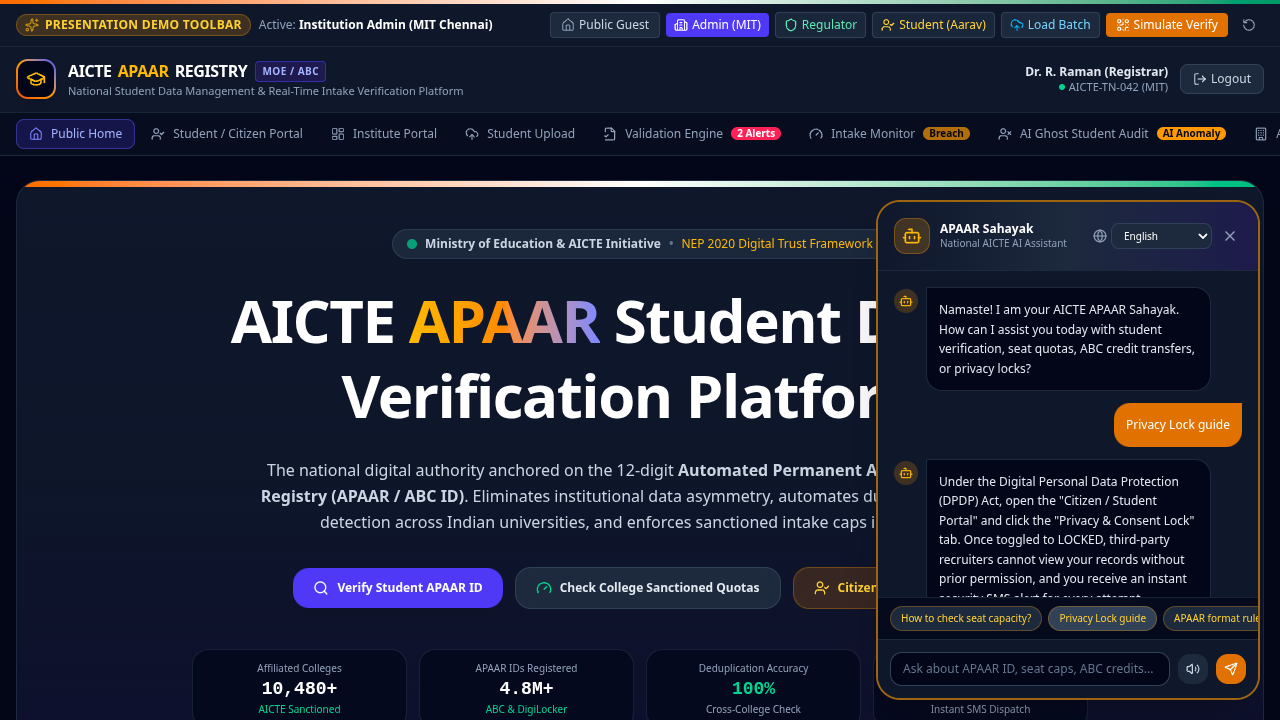 PRESENTATION DEMO TOOLBAR
Active: Institution Admin (MIT Chennai)
Public Guest
Admin (MIT)
Regulator
Student (Aarav)
Load Batch
Simulate Verify
AICTE APAAR REGISTRY
MOE / ABC
National Student Data Management & Real-Time Intake Verification Platform
Dr. R. Raman (Registrar)
AICTE-TN-042 (MIT)
Logout
Public Home
Student / Citizen Portal
Institute Portal
Student Upload
Validation Engine
2 Alerts
Intake Monitor
Breach
AI Ghost Student Audit
AI Anomaly
Ministry of Education & AICTE Initiative • NEP 2020 Digital Trust Framework
AICTE APAAR Student
Verification Platfor
The national digital authority anchored on the 12-digit Automated Permanent
Registry (APAAR / ABC ID). Eliminates institutional data asymmetry, automates
detection across Indian universities, and enforces sanctioned intake caps
Verify Student APAAR ID
Check College Sanctioned Quotas
Citizen
Affiliated Colleges
10,480+
AICTE Sanctioned
APAAR IDs Registered
4.8M+
ABC & DigiLocker
Deduplication Accuracy
100%
Cross-College Check
Instant SMS Dispatch
APAAR Sahayak
National AICTE AI Assistant
English
Namaste! I am your AICTE APAAR Sahayak.
How can I assist you today with student
verification, seat quotas, ABC credit transfers,
or privacy locks?
Privacy Lock guide
Under the Digital Personal Data Protection
(DPDP) Act, open the "Citizen / Student
Portal" and click the "Privacy & Consent Lock"
tab. Once toggled to LOCKED, third-party
recruiters cannot view your records without
prior permission, and you receive an instant
security SMS alert for every attempt.
How to check seat capacity?
Privacy Lock guide
APAAR format rule
Ask about APAAR ID, seat caps, ABC credits...